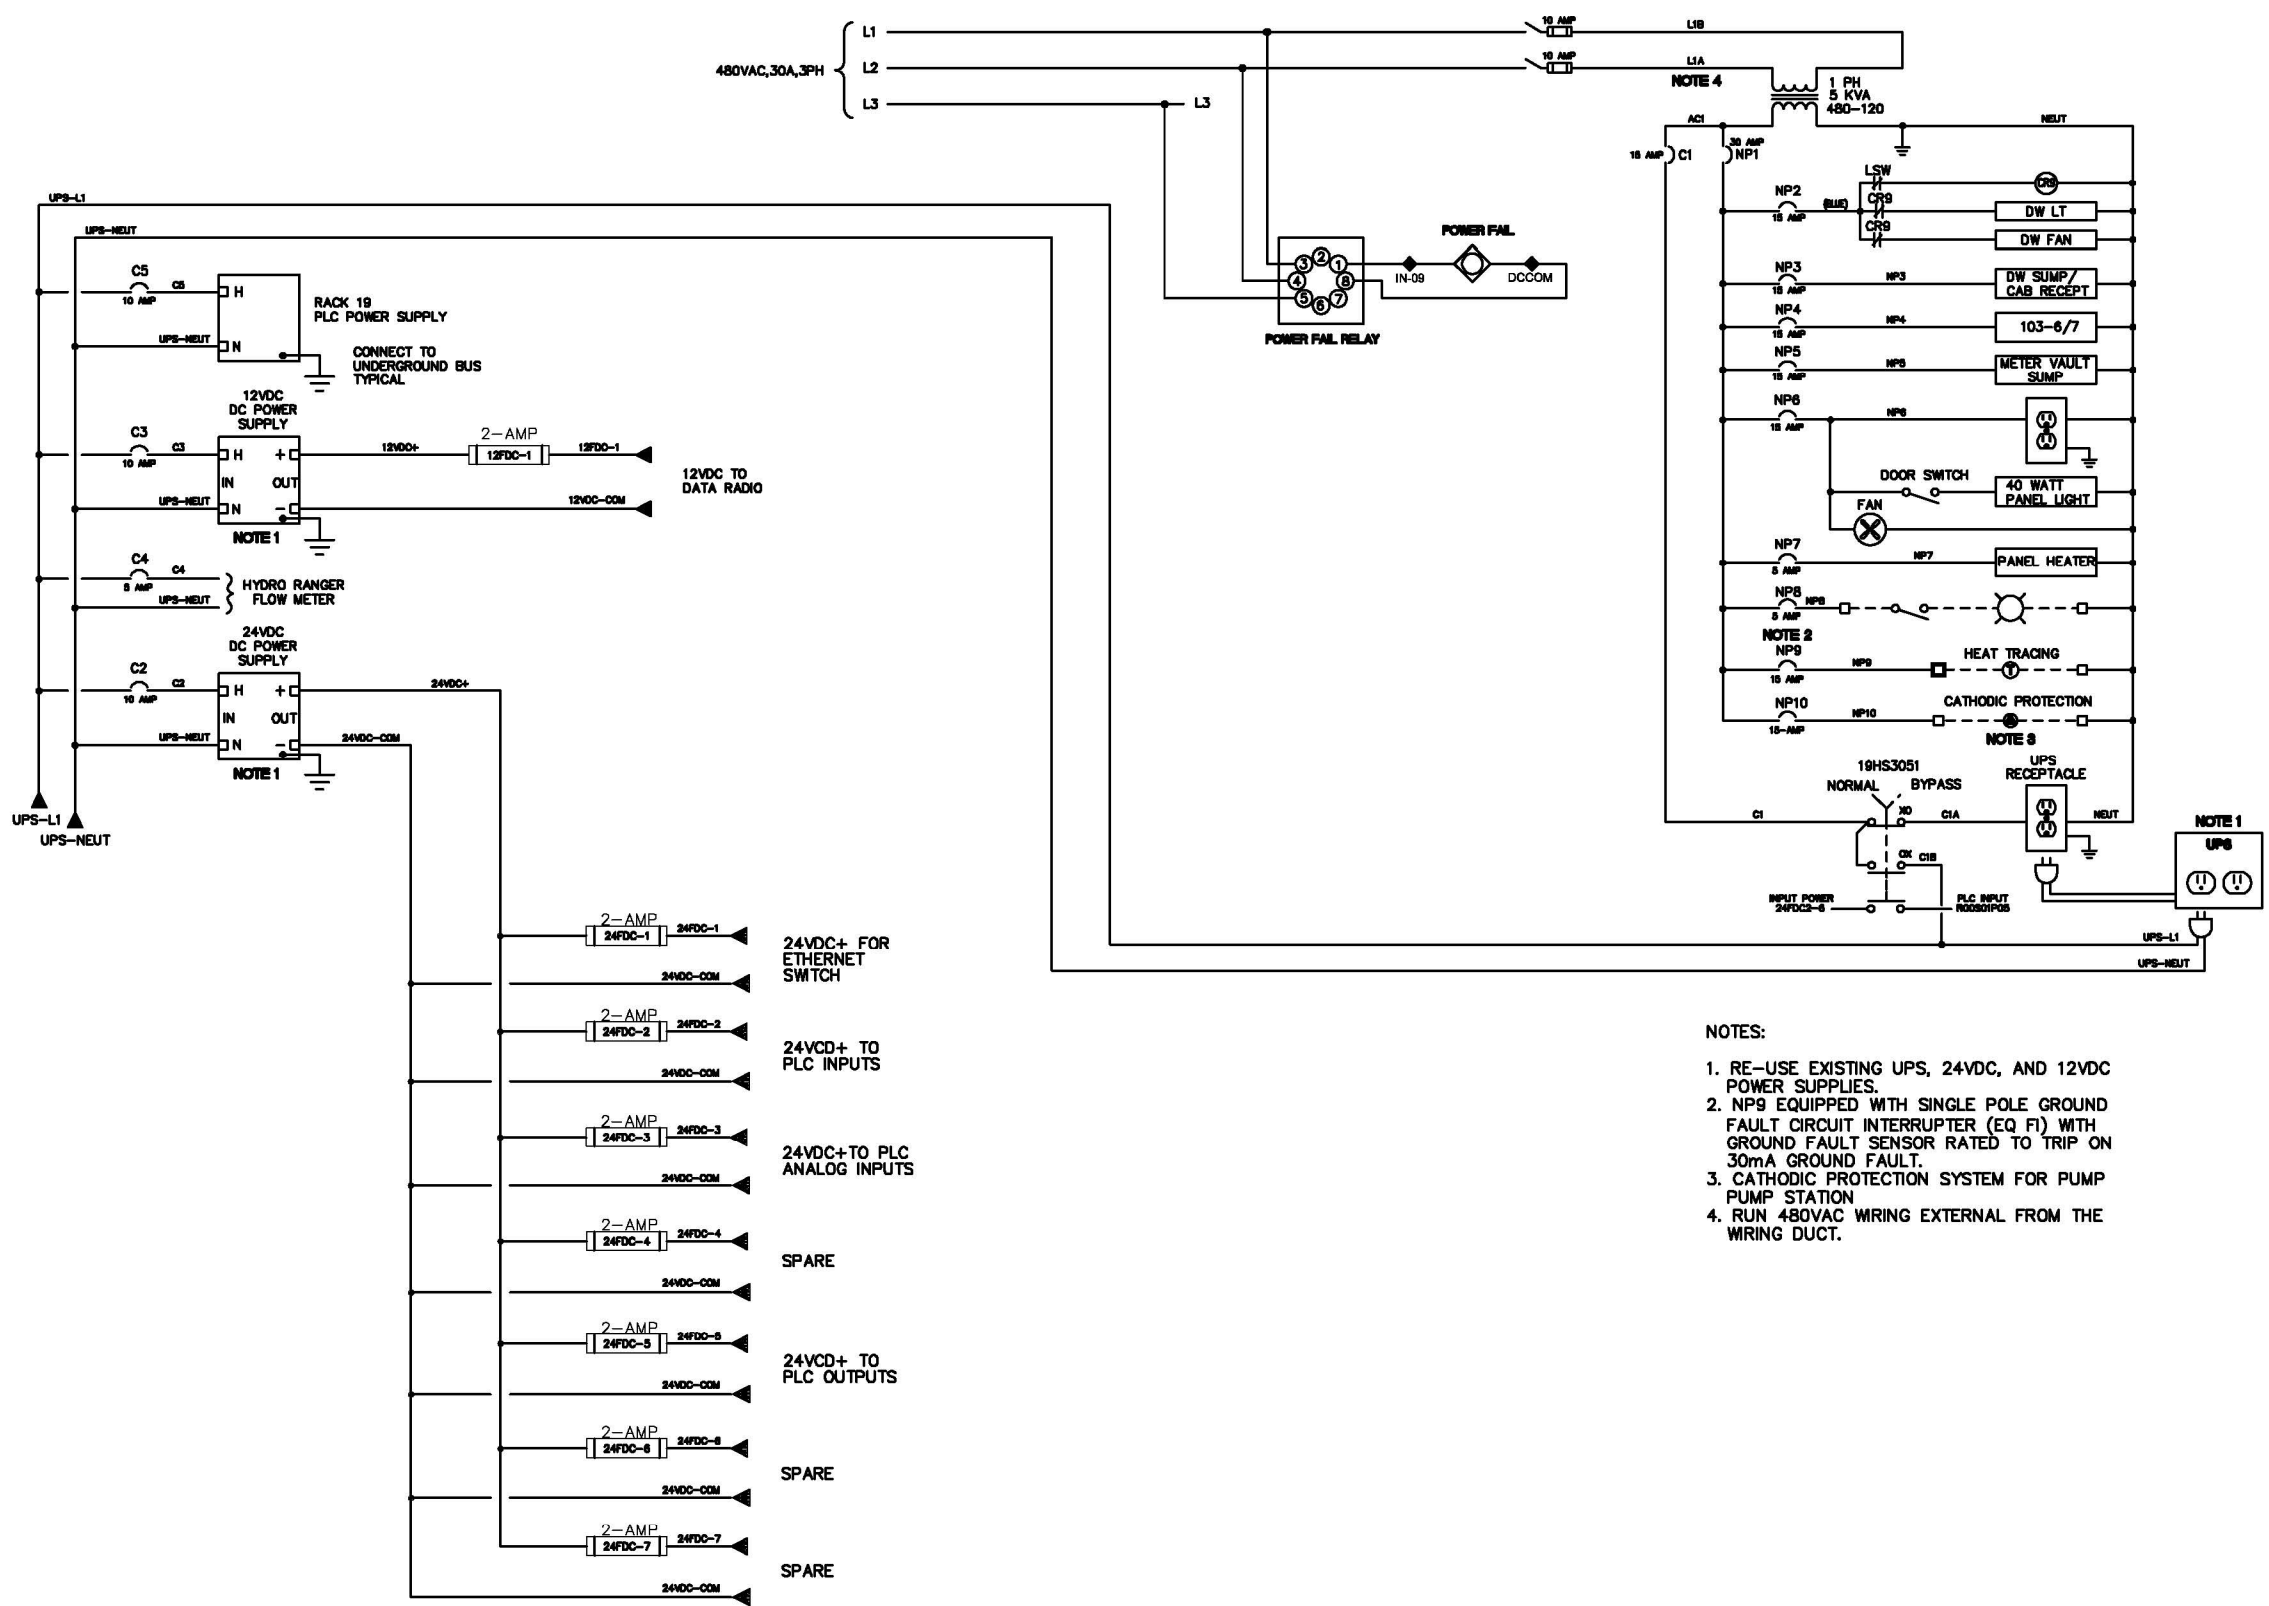 480VAC,30A,3PH
L1
L2
L3
L3
10 AMP
L1B
10 AMP
L1A
NOTE 4
1 PH
5 KVA
480-120
AC1
NEUT
15 AMP
C1
30 AMP
NP1
LSW
CR9
NP2
15 AMP
(BLUE)
CR9
DW LT
CR9
DW FAN
NP3
15 AMP
NP3
DW SUMP/
CAB RECEPT
NP4
15 AMP
NP4
103-6/7
NP5
15 AMP
NP5
METER VAULT
SUMP
NP6
15 AMP
NP6
DOOR SWITCH
40 WATT
PANEL LIGHT
FAN
NP7
5 AMP
NP7
PANEL HEATER
NP8
5 AMP
NP8
NOTE 2
NP9
15 AMP
NP9
HEAT TRACING
T
NP10
15-AMP
NP10
CATHODIC PROTECTION
NOTE 3
19HS3051
NORMAL
BYPASS
UPS
RECEPTACLE
C1
XO
C1A
NEUT
OX
C1B
INPUT POWER
24FDC2-6
PLC INPUT
R00S01P05
NOTE 1
UPS
UPS-L1
UPS-NEUT
POWER FAIL
3
2
1
4
8
5
6
7
IN-09
DCCOM
POWER FAIL RELAY
UPS-L1
UPS-NEUT
C5
10 AMP
C5
H
RACK 19
PLC POWER SUPPLY
UPS-NEUT
N
CONNECT TO
UNDERGROUND BUS
TYPICAL
12VDC
DC POWER
SUPPLY
C3
10 AMP
C3
H
+
IN
OUT
UPS-NEUT
N
-
NOTE 1
12VDC+
2-AMP
12FDC-1
12FDC-1
12VDC TO
DATA RADIO
12VDC-COM
C4
5 AMP
C4
UPS-NEUT
HYDRO RANGER
FLOW METER
24VDC
DC POWER
SUPPLY
C2
10 AMP
C2
H
+
IN
OUT
UPS-NEUT
N
-
NOTE 1
24VDC+
24VDC-COM
UPS-L1
UPS-NEUT
2-AMP
24FDC-1
24FDC-1
24VDC-COM
24VDC+ FOR
ETHERNET
SWITCH
2-AMP
24FDC-2
24FDC-2
24VDC-COM
24VCD+ TO
PLC INPUTS
2-AMP
24FDC-3
24FDC-3
24VDC-COM
24VDC+TO PLC
ANALOG INPUTS
2-AMP
24FDC-4
24FDC-4
24VDC-COM
SPARE
2-AMP
24FDC-5
24FDC-5
24VDC-COM
24VCD+ TO
PLC OUTPUTS
2-AMP
24FDC-6
24FDC-6
24VDC-COM
SPARE
2-AMP
24FDC-7
24FDC-7
24VDC-COM
SPARE
NOTES:
1. RE-USE EXISTING UPS, 24VDC, AND 12VDC
POWER SUPPLIES.
2. NP9 EQUIPPED WITH SINGLE POLE GROUND
FAULT CIRCUIT INTERRUPTER (EQ FI) WITH
GROUND FAULT SENSOR RATED TO TRIP ON
30mA GROUND FAULT.
3. CATHODIC PROTECTION SYSTEM FOR PUMP
PUMP STATION
4. RUN 480VAC WIRING EXTERNAL FROM THE
WIRING DUCT.